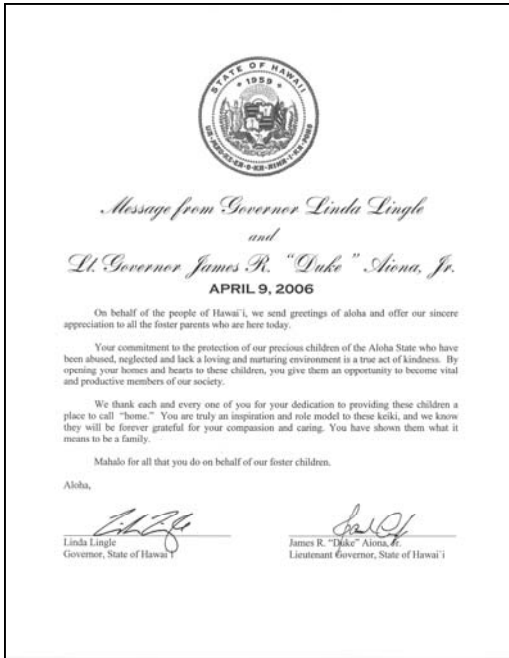 STATE OF HAWAII
1959
UA MAU KE EA O KA AINA I KA PONO
Message from Governor Linda Lingle
and
Lt. Governor James R. "Duke" Aiona, Jr.
APRIL 9, 2006
On behalf of the people of Hawai`i, we send greetings of aloha and offer our sincere
appreciation to all the foster parents who are here today.
Your commitment to the protection of our precious children of the Aloha State who have
been abused, neglected and lack a loving and nurturing environment is a true act of kindness. By
opening your homes and hearts to these children, you give them an opportunity to become vital
and productive members of our society.
We thank each and every one of you for your dedication to providing these children a
place to call "home." You are truly an inspiration and role model to these keiki, and we know
they will be forever grateful for your compassion and caring. You have shown them what it
means to be a family.
Mahalo for all that you do on behalf of our foster children.
Aloha,
Linda Lingle
Governor, State of Hawai`i
James R. "Duke" Aiona, Jr.
Lieutenant Governor, State of Hawai`i